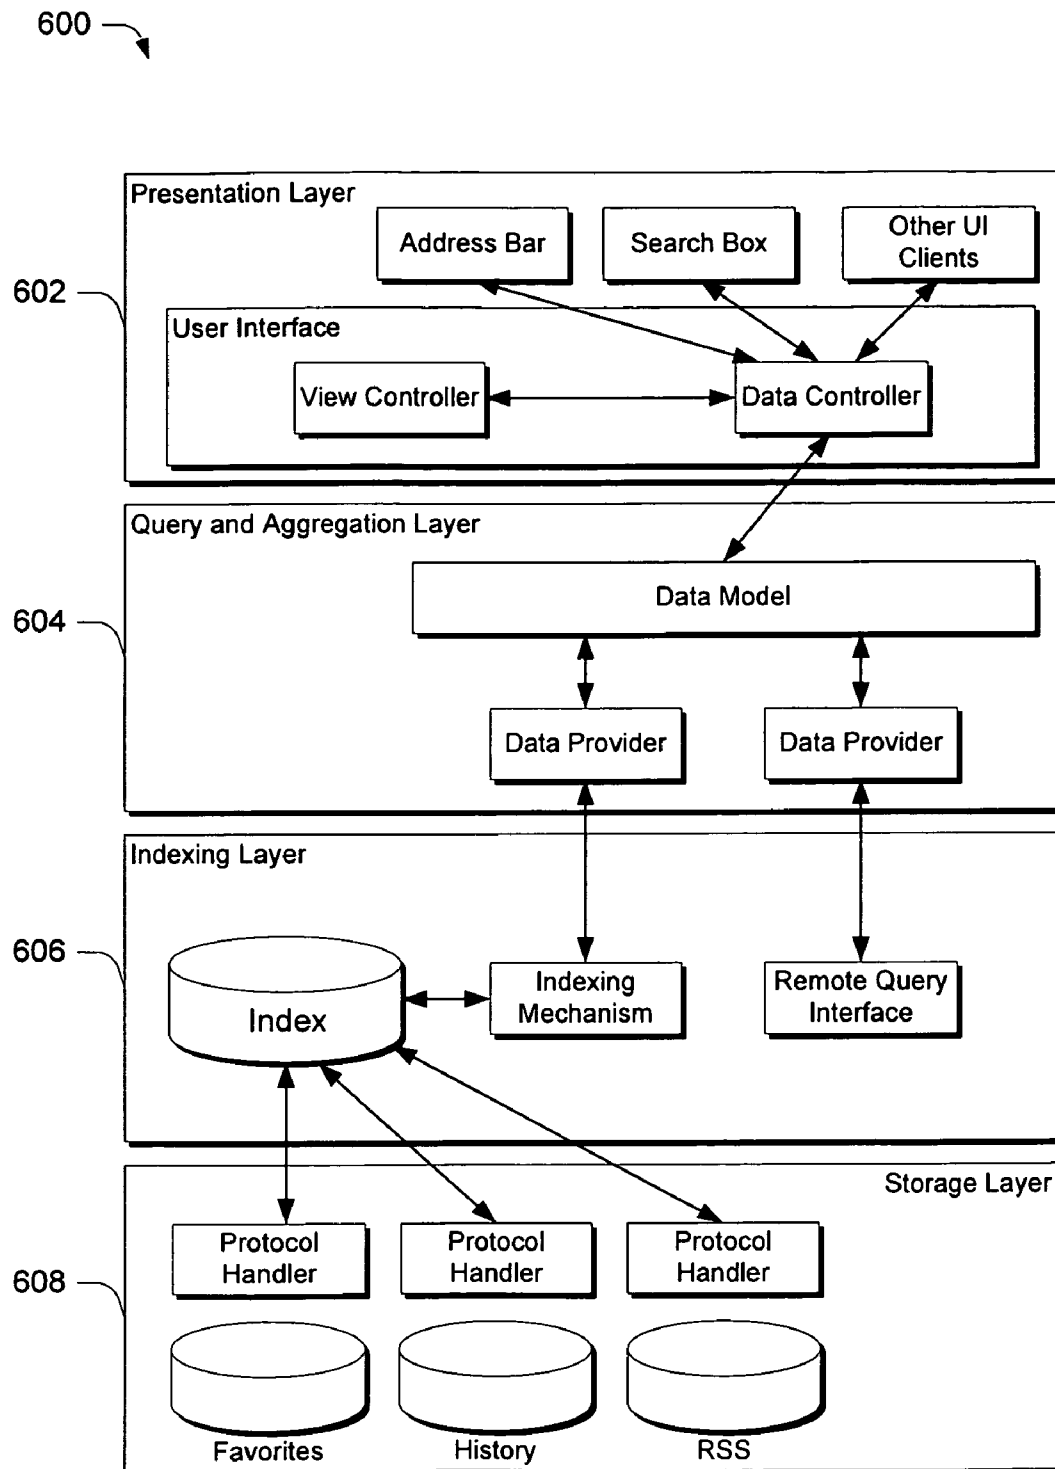 600
Presentation Layer
Address Bar
Search Box
Other UI
Clients
602
User Interface
View Controller
Data Controller
Query and Aggregation Layer
Data Model
604
Data Provider
Data Provider
Indexing Layer
606
Index
Indexing
Mechanism
Remote Query
Interface
Storage Layer
Protocol
Handler
Protocol
Handler
Protocol
Handler
608
Favorites
History
RSS